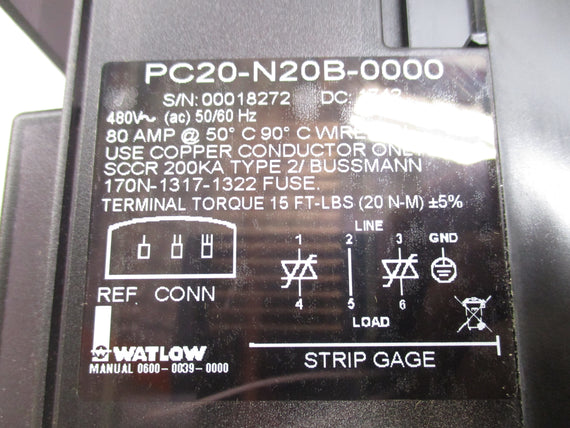 PC20-N20B-0000
S/N: 00018272 DC:
480V~ (ac) 50/60 Hz
80 AMP @ 50° C 90° C
USE COPPER CONDUCTOR
SCCR 200KA TYPE 2/ BUSSMANN
170N-1317-1322 FUSE.
TERMINAL TORQUE 15 FT-LBS (20 N-M) ±5%
LINE
1 2 3 GND
4 5 6
REF. CONN
LOAD
WATLOW
MANUAL 0600-0039-0000
STRIP GAGE